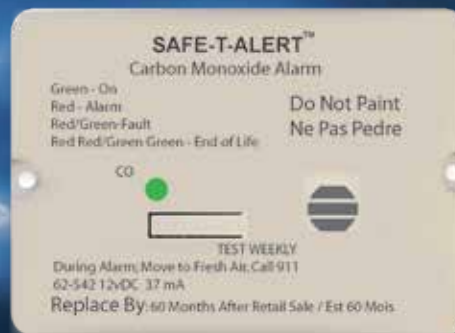 SAFE-T-ALERT™
Carbon Monoxide Alarm
Green - On
Red - Alarm
Red/Green-Fault
Red Red/Green Green - End of Life
Do Not Paint
Ne Pas Pedre
CO
TEST WEEKLY
During Alarm, Move to Fresh Air, Call 911
62-542 12vDC 37 mA
Replace By: 60 Months After Retail Sale / Est 60 Mois